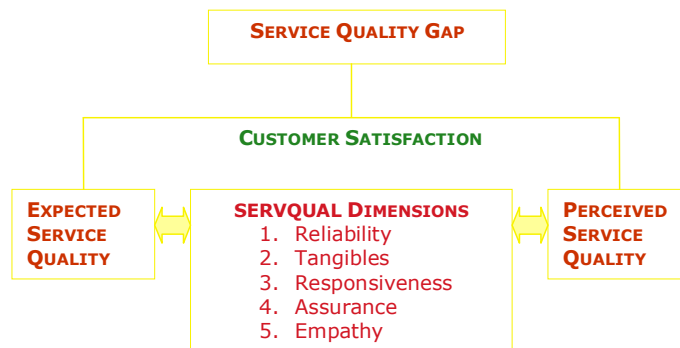 SERVICE QUALITY GAP
CUSTOMER SATISFACTION
EXPECTED
SERVICE
QUALITY
SERVQUAL DIMENSIONS
1. Reliability
2. Tangibles
3. Responsiveness
4. Assurance
5. Empathy
PERCEIVED
SERVICE
QUALITY